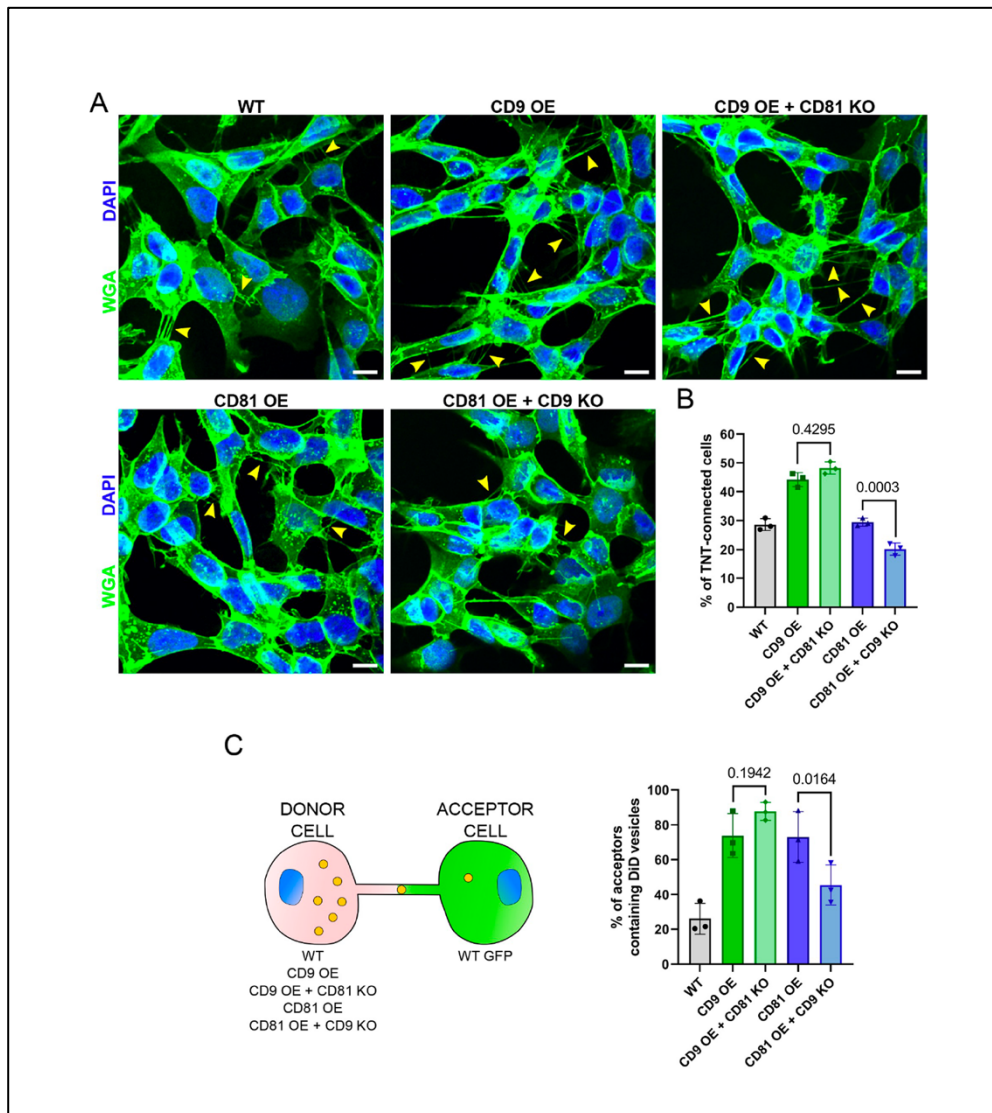 A
WT
CD9 OE
CD9 OE + CD81 KO
WGA DAPI
CD81 OE
CD81 OE + CD9 KO
WGA DAPI
B
% of TNT-connected cells
60
50
40
30
20
10
0
0.4295
0.0003
WT
CD9 OE
CD9 OE + CD81 KO
CD81 OE
CD81 OE + CD9 KO
C
DONOR
CELL
ACCEPTOR
CELL
WT
CD9 OE
CD9 OE + CD81 KO
CD81 OE
CD81 OE + CD9 KO
WT GFP
% of acceptors
containing DiD vesicles
100
80
60
40
20
0
0.1942
0.0164
WT
CD9 OE
CD9 OE + CD81 KO
CD81 OE
CD81 OE + CD9 KO